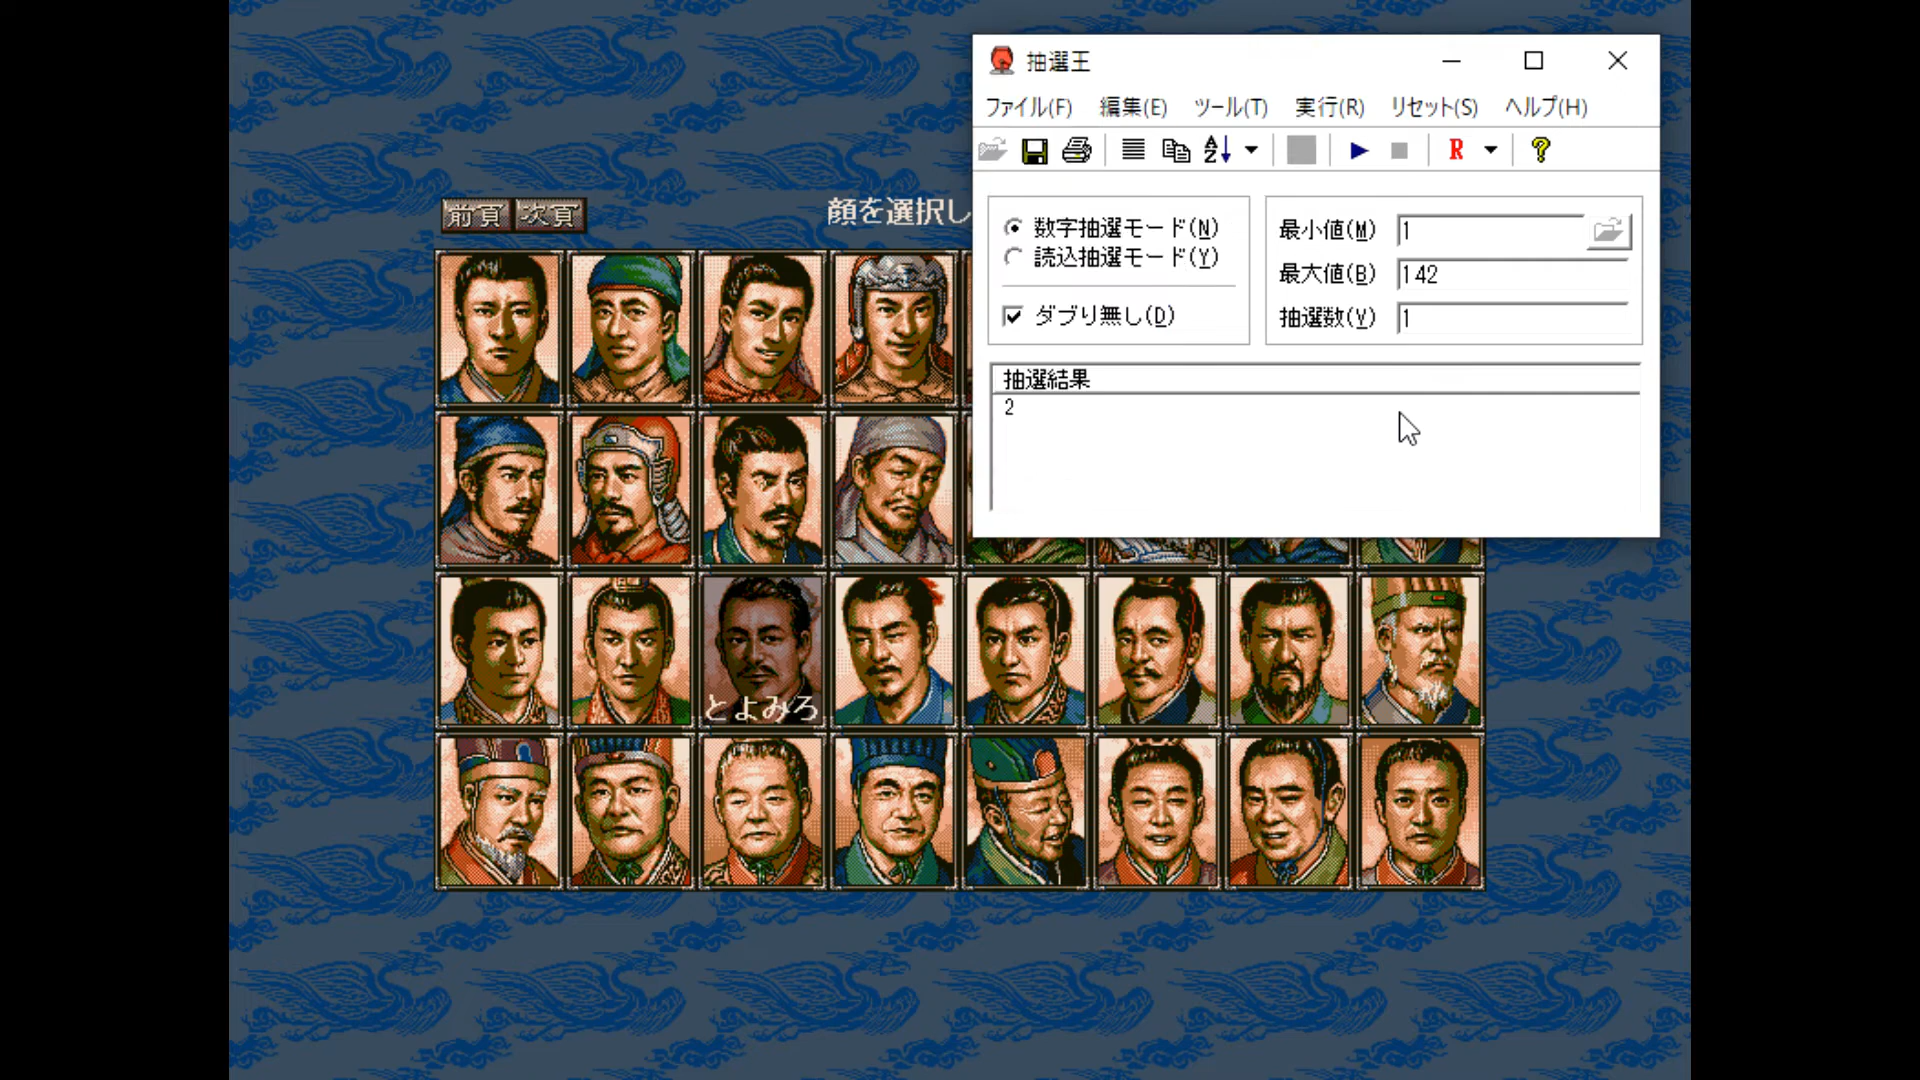 抽選王
ファイル(F) 編集(E) ツール(T) 実行(R) リセット(S) ヘルプ(H)
数字抽選モード(N)
読込抽選モード(Y)
ダブり無し(D)
最小値(M) 1
最大値(B) 142
抽選数(V) 1
抽選結果
2
前頁 次頁
顔を選択し
とよみろ